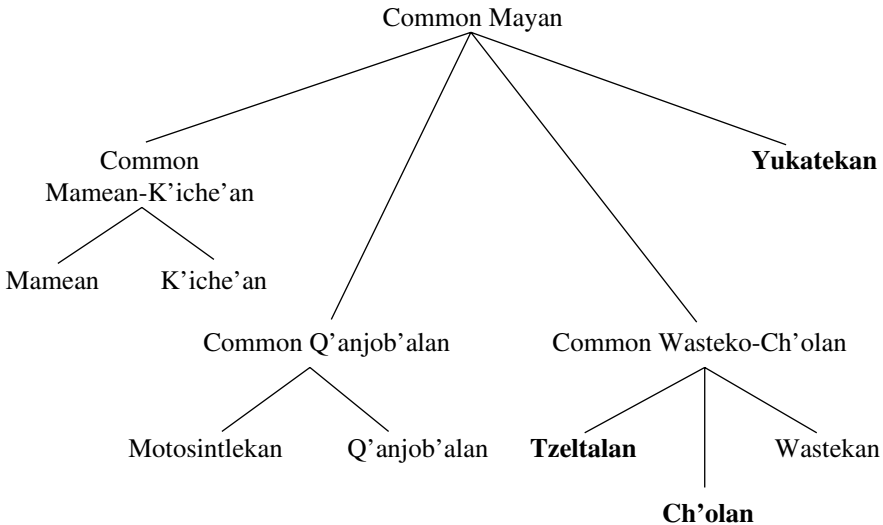 Common Mayan
Common
Mamean-K'iche'an
Yukatekan
Mamean
K'iche'an
Common Q'anjob'alan
Common Wasteko-Ch'olan
Motosintlekan
Q'anjob'alan
Tzeltalan
Wastekan
Ch'olan